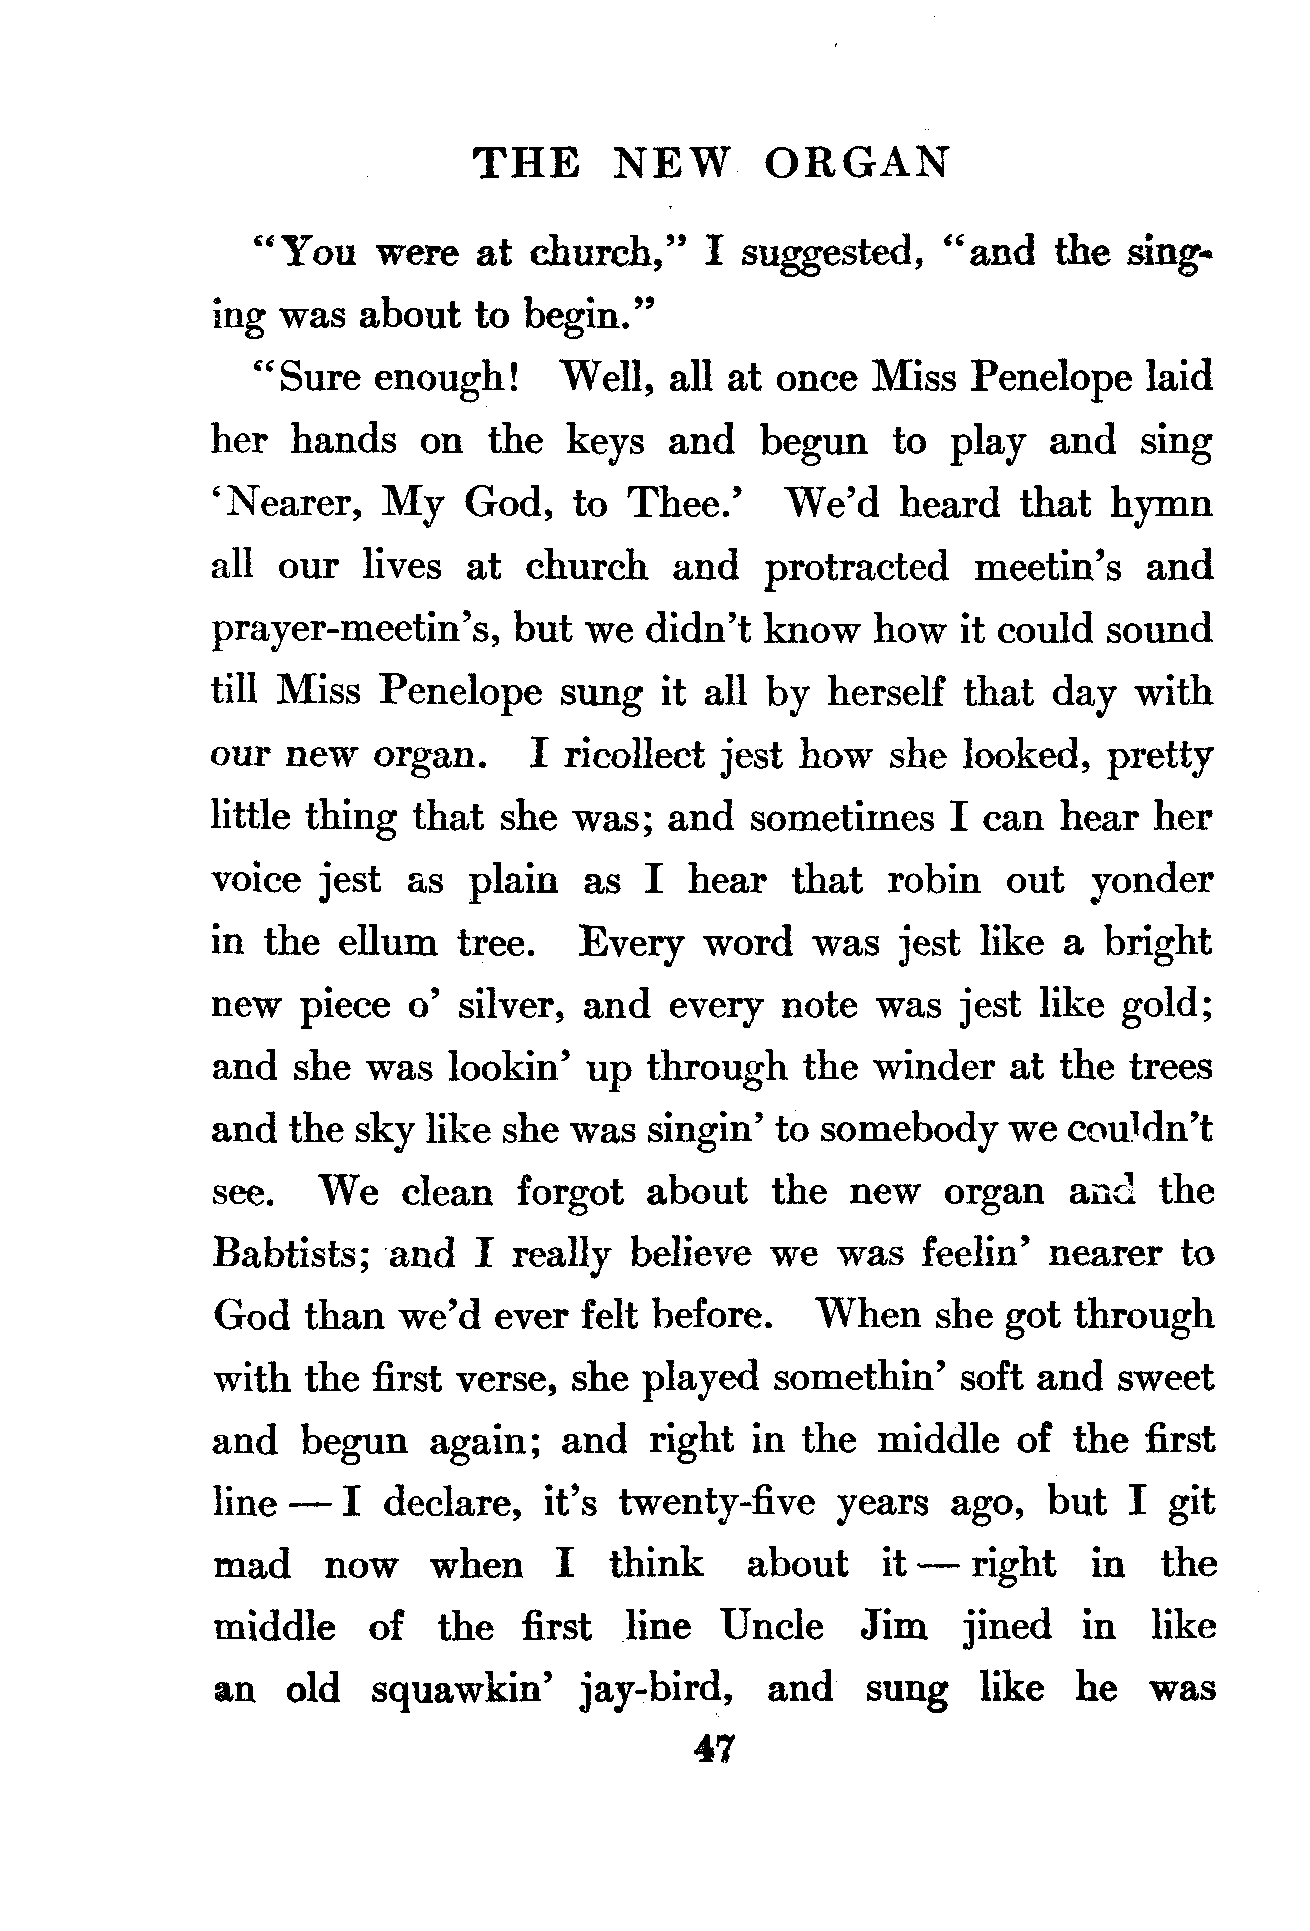 THE NEW ORGAN
“You were at church,” I suggested, “and the sing-
ing was about to begin.”
“Sure enough! Well, all at once Miss Penelope laid
her hands on the keys and begun to play and sing
‘Nearer, My God, to Thee.’ We’d heard that hymn
all our lives at church and protracted meetin’s and
prayer-meetin’s, but we didn’t know how it could sound
till Miss Penelope sung it all by herself that day with
our new organ. I ricollect jest how she looked, pretty
little thing that she was; and sometimes I can hear her
voice jest as plain as I hear that robin out yonder
in the ellum tree. Every word was jest like a bright
new piece o’ silver, and every note was jest like gold;
and she was lookin’ up through the winder at the trees
and the sky like she was singin’ to somebody we couldn’t
see. We clean forgot about the new organ and the
Babtists; and I really believe we was feelin’ nearer to
God than we’d ever felt before. When she got through
with the first verse, she played somethin’ soft and sweet
and begun again; and right in the middle of the first
line — I declare, it’s twenty-five years ago, but I git
mad now when I think about it — right in the
middle of the first line Uncle Jim jined in like
an old squawkin’ jay-bird, and sung like he was
47